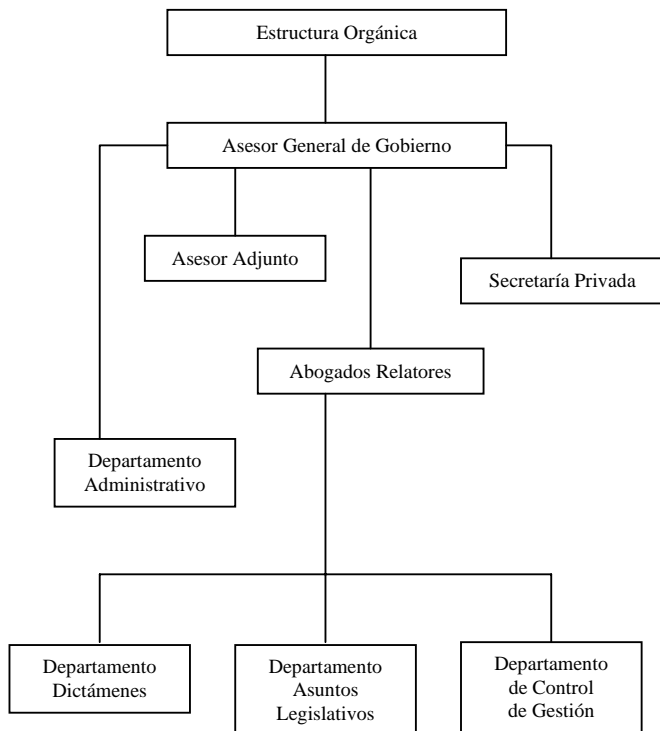 Estructura Orgánica
Asesor General de Gobierno
Asesor Adjunto
Secretaría Privada
Abogados Relatores
Departamento
Administrativo
Departamento
Dictámenes
Departamento
Asuntos
Legislativos
Departamento
de Control
de Gestión